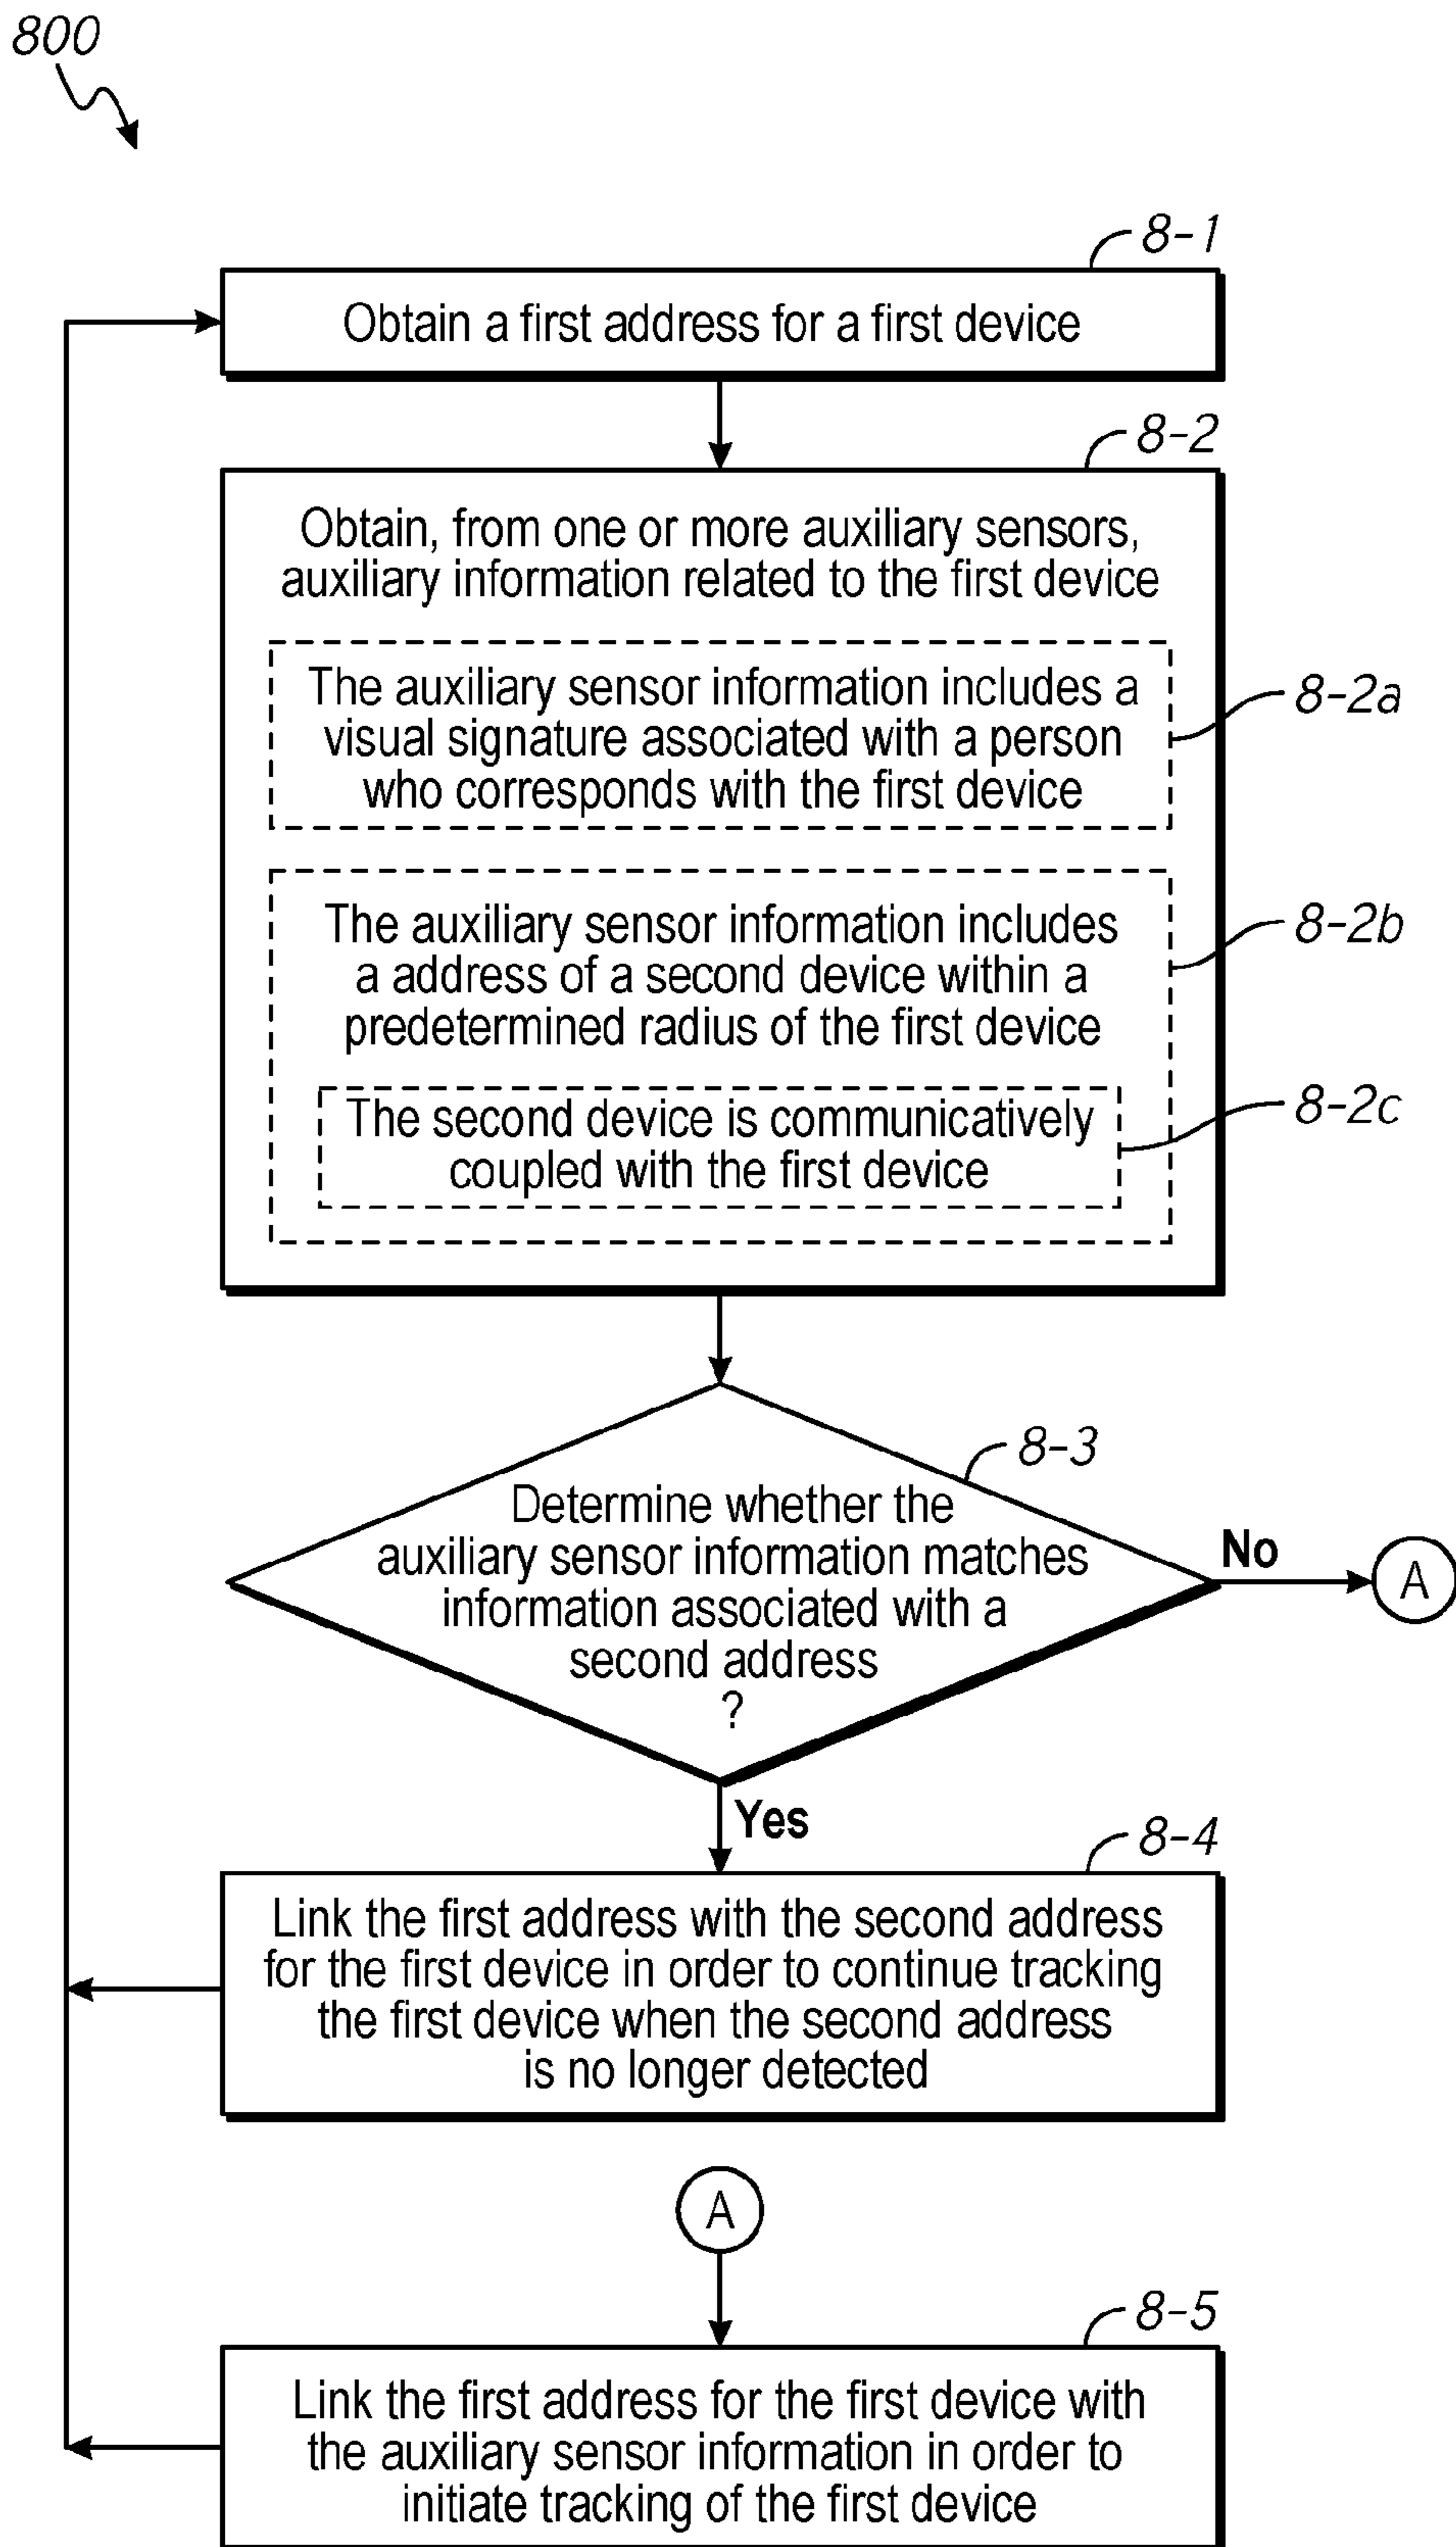 800
8-1
Obtain a first address for a first device
8-2
Obtain, from one or more auxiliary sensors,
auxiliary information related to the first device
The auxiliary sensor information includes a
visual signature associated with a person
who corresponds with the first device
8-2a
The auxiliary sensor information includes
a address of a second device within a
predetermined radius of the first device
8-2b
The second device is communicatively
coupled with the first device
8-2c
8-3
Determine whether the
auxiliary sensor information matches
information associated with a
second address
?
No
A
Yes
8-4
Link the first address with the second address
for the first device in order to continue tracking
the first device when the second address
is no longer detected
A
8-5
Link the first address for the first device with
the auxiliary sensor information in order to
initiate tracking of the first device